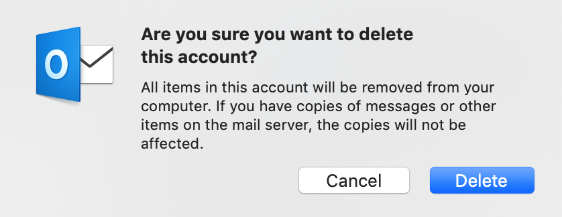 Are you sure you want to delete
this account?
All items in this account will be removed from your
computer. If you have copies of messages or other
items on the mail server, the copies will not be
affected.
Cancel
Delete